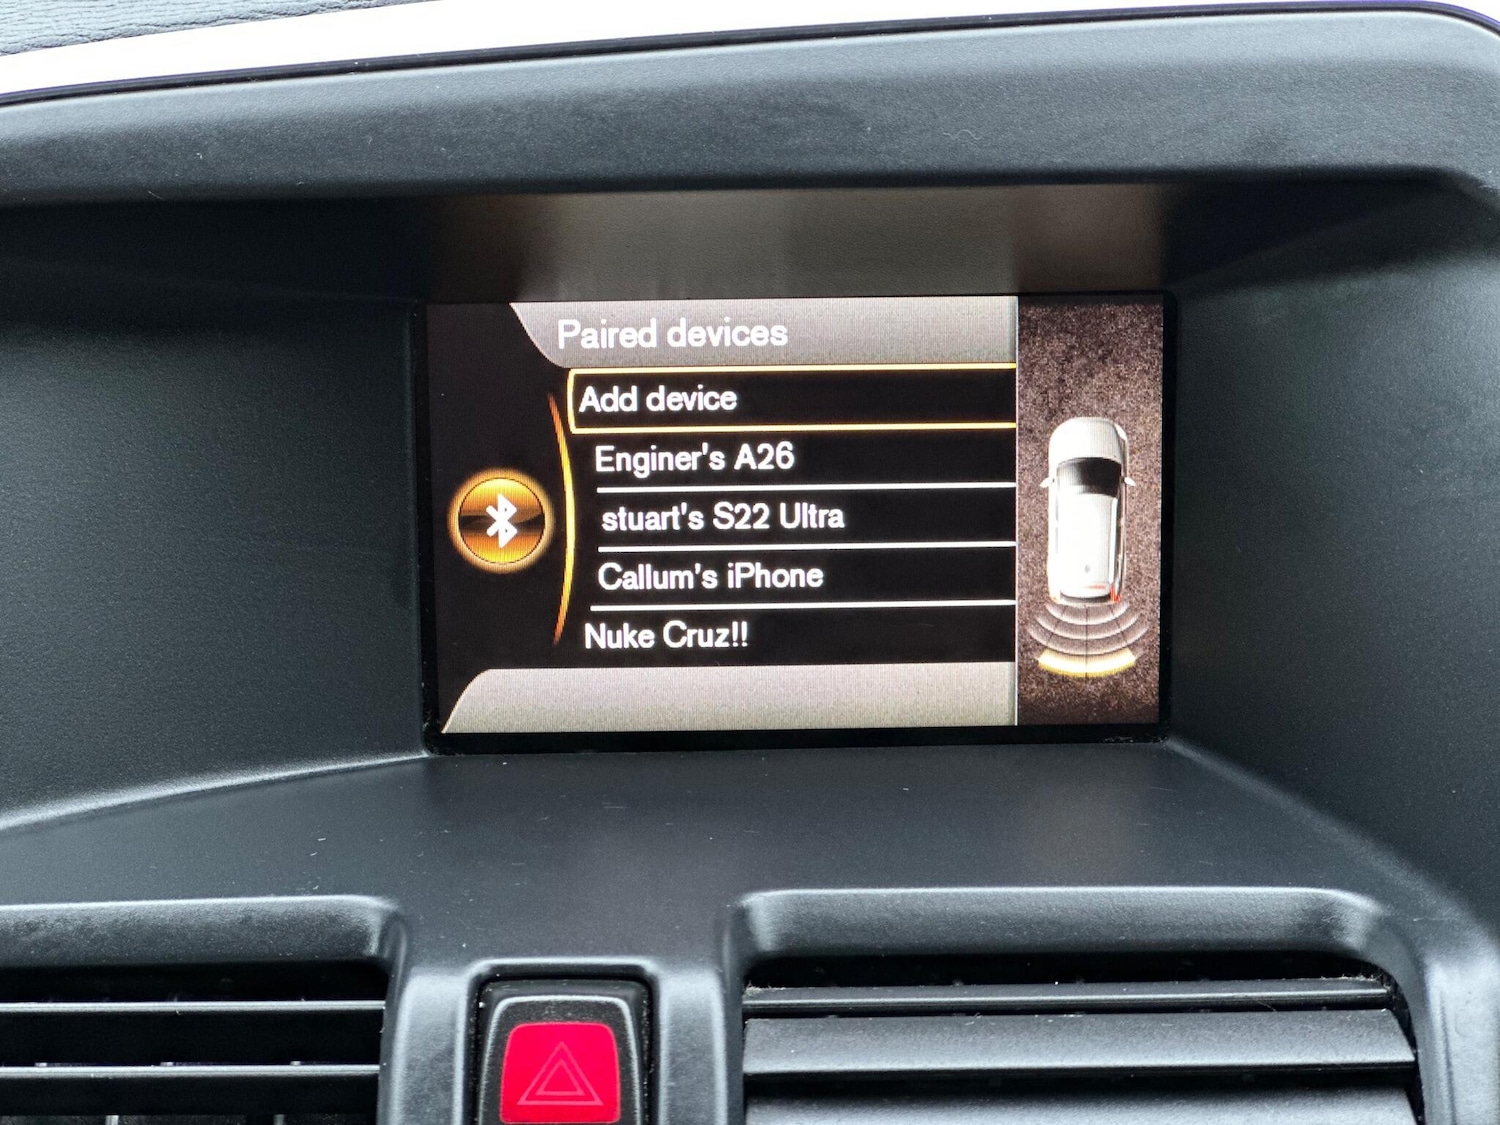 Paired devices
Add device
Enginer's A26
stuart's S22 Ultra
Callum's iPhone
Nuke Cruz!!